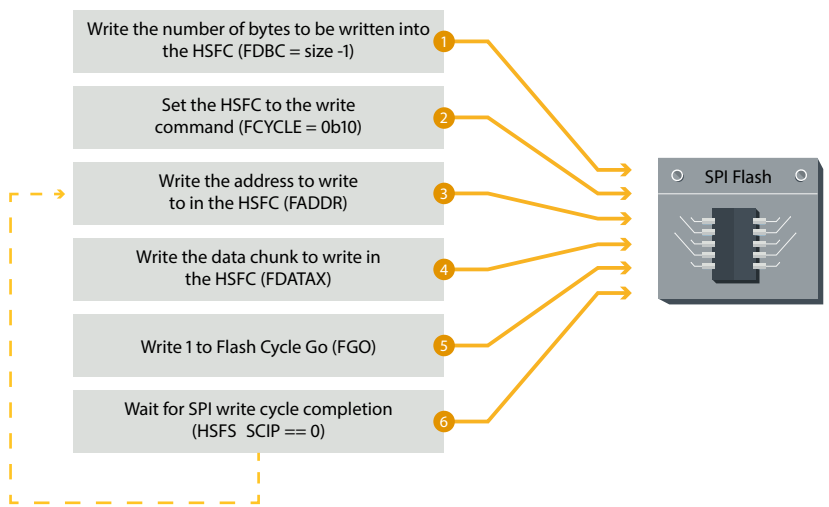 Write the number of bytes to be written into
the HSFC (FDBC = size -1)
1
Set the HSFC to the write
command (FCYCLE = 0b10)
2
Write the address to write
to in the HSFC (FADDR)
3
Write the data chunk to write in
the HSFC (FDATAX)
4
Write 1 to Flash Cycle Go (FGO)
5
Wait for SPI write cycle completion
(HSFS SCIP == 0)
6
SPI Flash